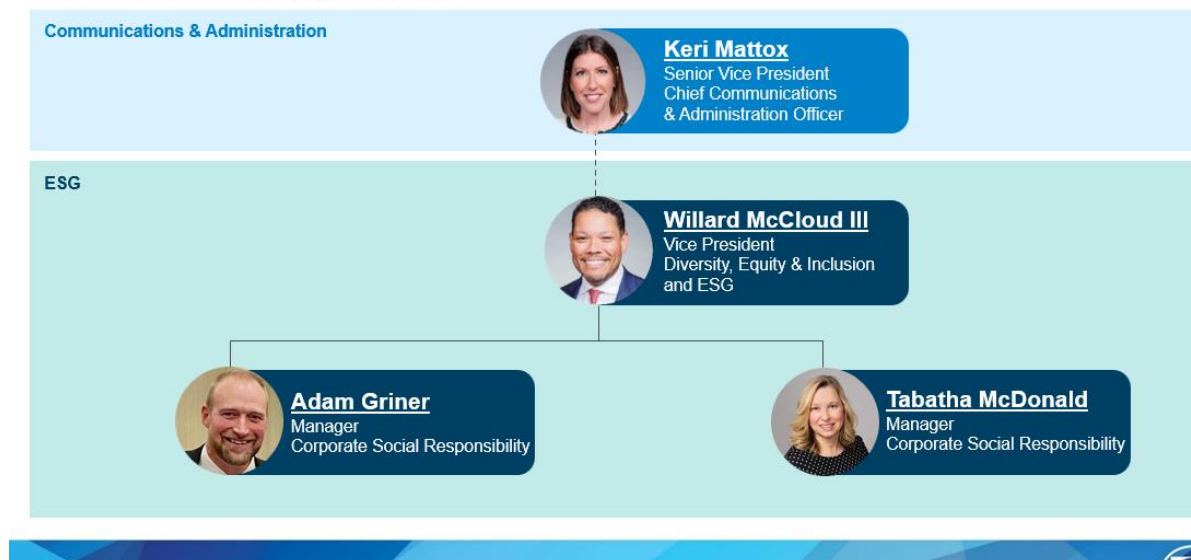 Communications & Administration
Keri Mattox
Senior Vice President
Chief Communications
& Administration Officer
ESG
Willard McCloud III
Vice President
Diversity, Equity & Inclusion
and ESG
Adam Griner
Manager
Corporate Social Responsibility
Tabatha McDonald
Manager
Corporate Social Responsibility